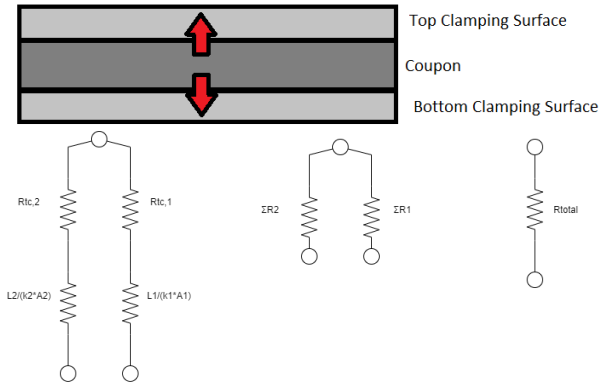 Top Clamping Surface
Coupon
Bottom Clamping Surface
Rtc,2
Rtc,1
L2/(k2*A2)
L1/(k1*A1)
ΣR2
ΣR1
Rtotal